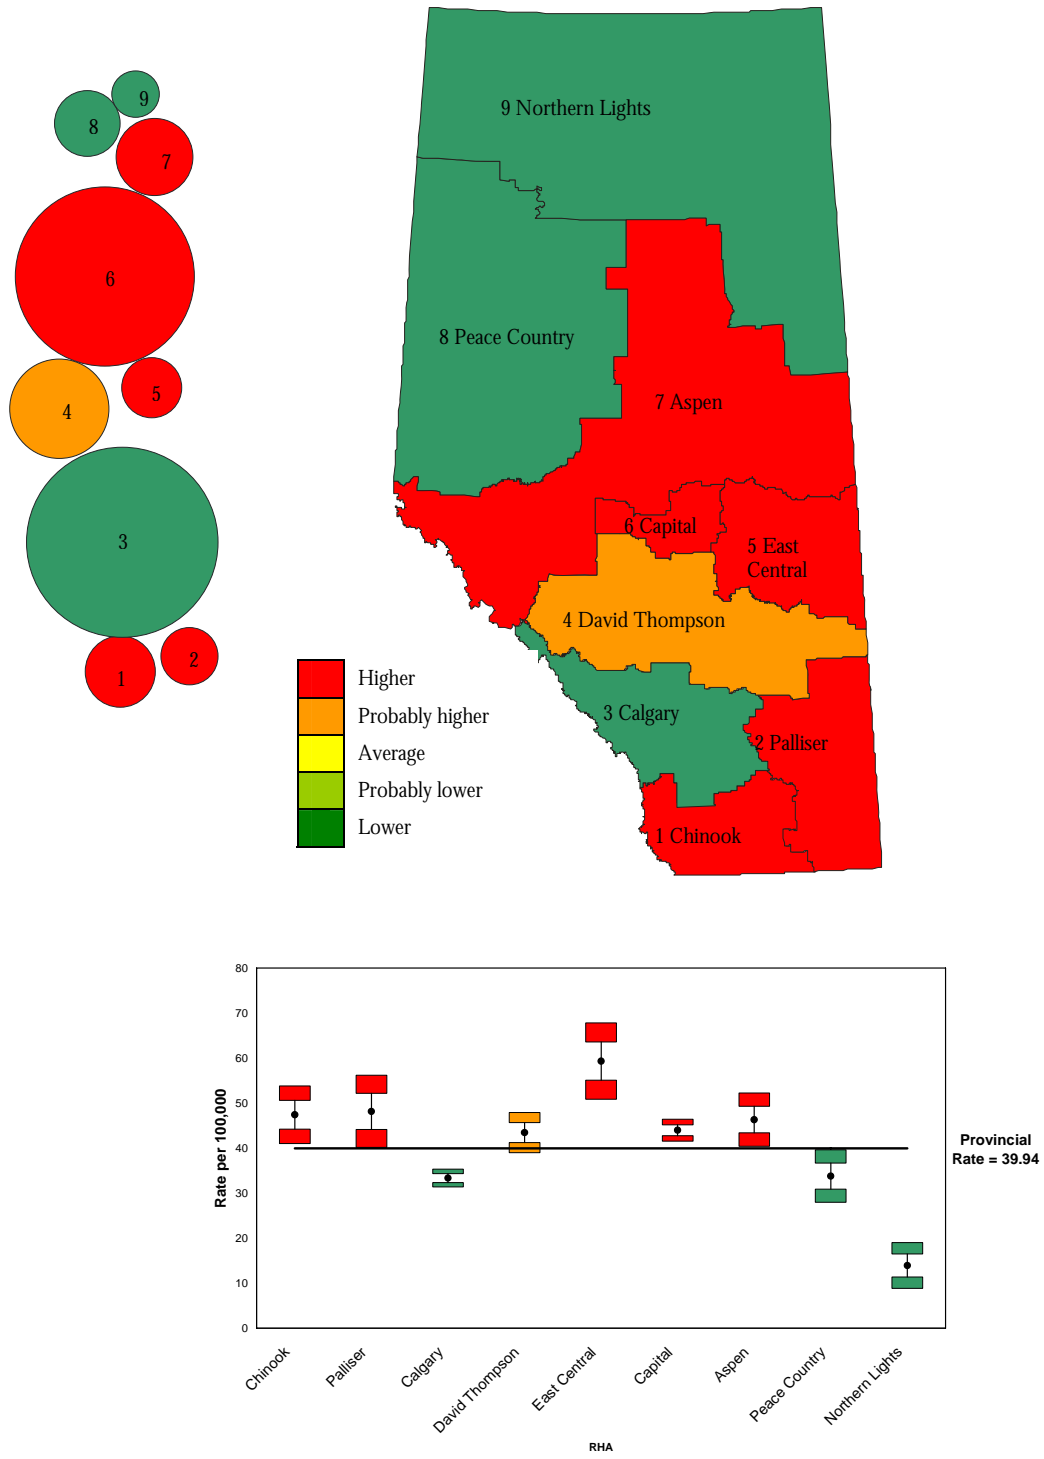 9
8
7
6
5
4
3
2
1
9 Northern Lights
8 Peace Country
7 Aspen
6 Capital
5 East
Central
4 David Thompson
3 Calgary
2 Palliser
1 Chinook
Higher
Probably higher
Average
Probably lower
Lower
80
70
60
50
40
30
20
10
0
Rate per 100,000
Provincial
Rate = 39.94
Chinook
Palliser
Calgary
David Thompson
East Central
Capital
Aspen
Peace Country
Northern Lights
RHA